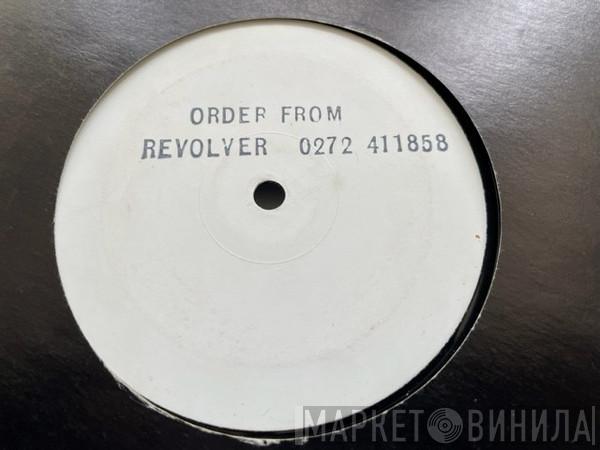 ORDER FROM
REVOLVER 0272 411858
МАРКЕТ ВИНИЛА